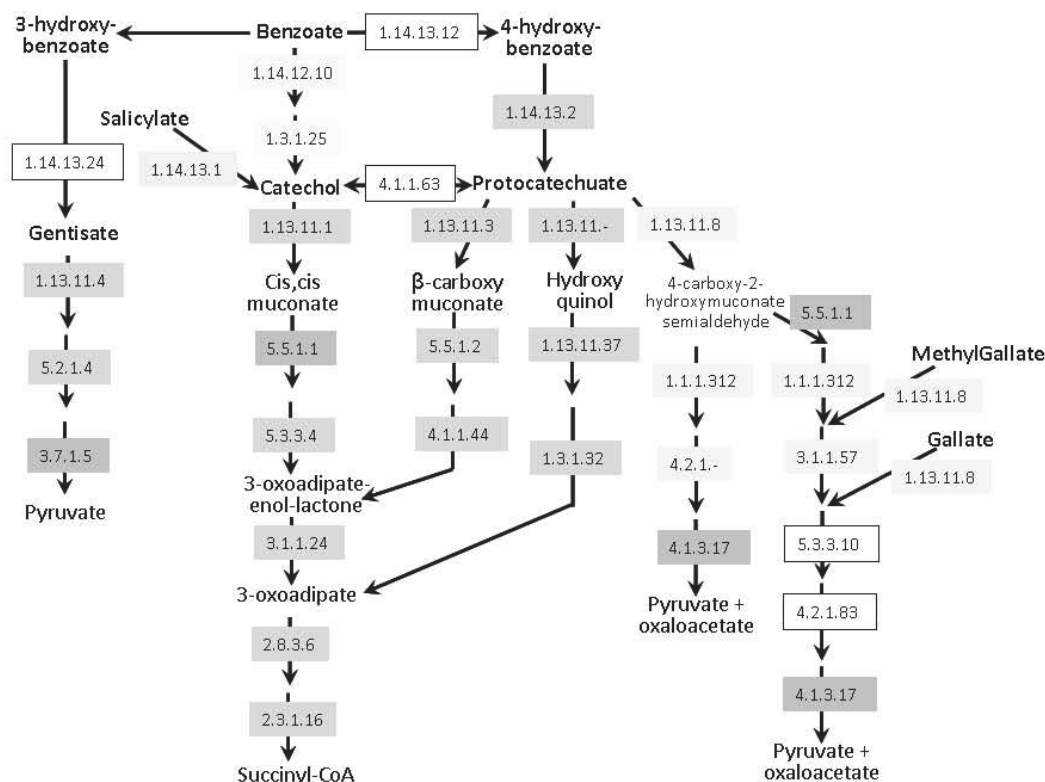 3-hydroxy-
benzoate
Benzoate
1.14.13.12
4-hydroxy-
benzoate
1.14.12.10
1.14.13.2
Salicylate
1.3.1.25
1.14.13.24
1.14.13.1
Catechol
4.1.1.63
Protocatechuate
Gentisate
1.13.11.1
1.13.11.3
1.13.11.-
1.13.11.8
1.13.11.4
Cis,cis
muconate
β-carboxy
muconate
Hydroxy
quinol
4-carboxy-2-
hydroxymuconate
semialdehyde
5.5.1.1
5.2.1.4
5.5.1.1
5.5.1.2
1.13.11.37
1.1.1.312
1.1.1.312
MethylGallate
1.13.11.8
3.7.1.5
5.3.3.4
4.1.1.44
1.3.1.32
4.2.1.-
3.1.1.57
Gallate
1.13.11.8
Pyruvate
3-oxoadipate-
enol-lactone
3.1.1.24
4.1.3.17
5.3.3.10
3-oxoadipate
Pyruvate +
oxaloacetate
4.2.1.83
2.8.3.6
4.1.3.17
2.3.1.16
Succinyl-CoA
Pyruvate +
oxaloacetate